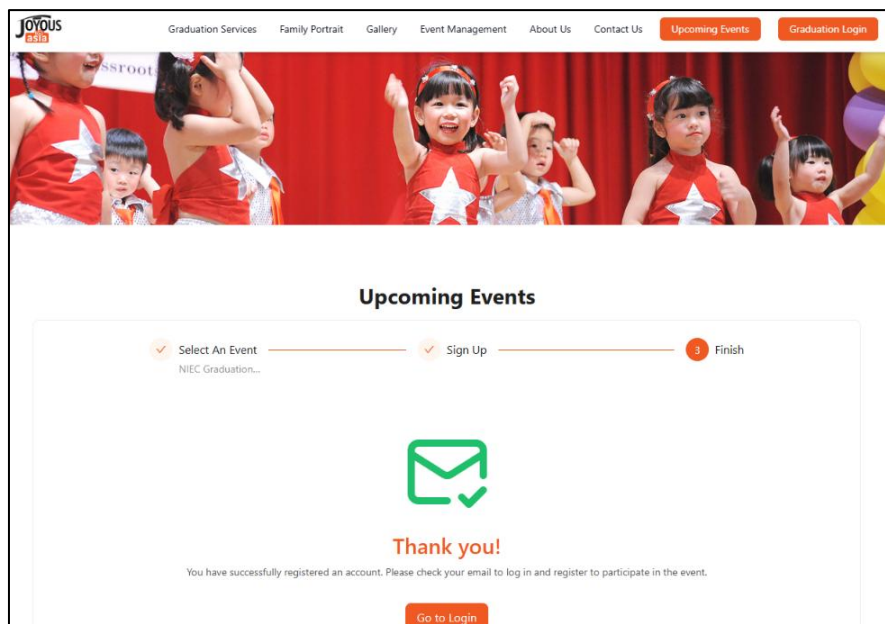 JOYOUS
asia
Graduation Services Family Portrait Gallery Event Management About Us Contact Us Upcoming Events Graduation Login
ssroots
Upcoming Events
Select An Event Sign Up 3 Finish
NIEC Graduation...
Thank you!
You have successfully registered an account. Please check your email to log in and register to participate in the event.
Go to Login